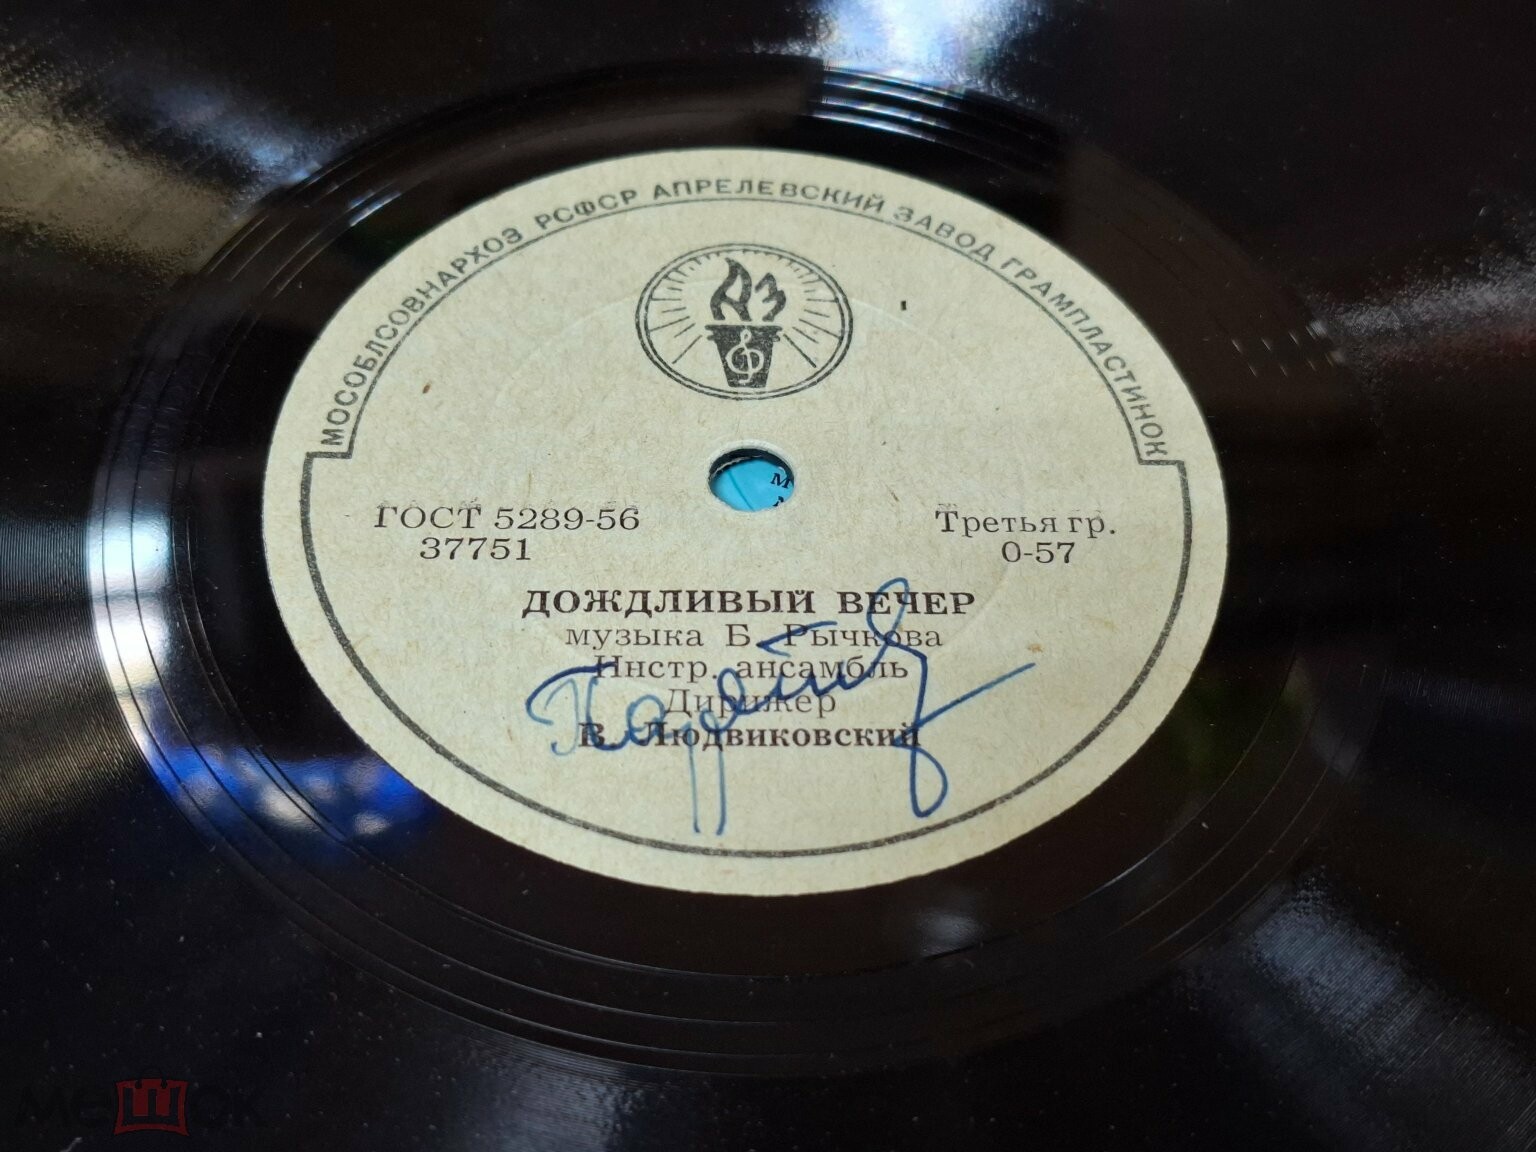 МОСОБЛСОВНАРХОЗ РСФСР АПРЕЛЕВСКИЙ ЗАВОД ГРАМПЛАСТИНОК
АЗ
ГОСТ 5289-56
37751
Третья гр.
0-57
ДОЖДЛИВЫЙ ВЕЧЕР
музыка Б. Рычкова
Инстр. ансамбль
Дирижер
В. Людвиковский
мешок